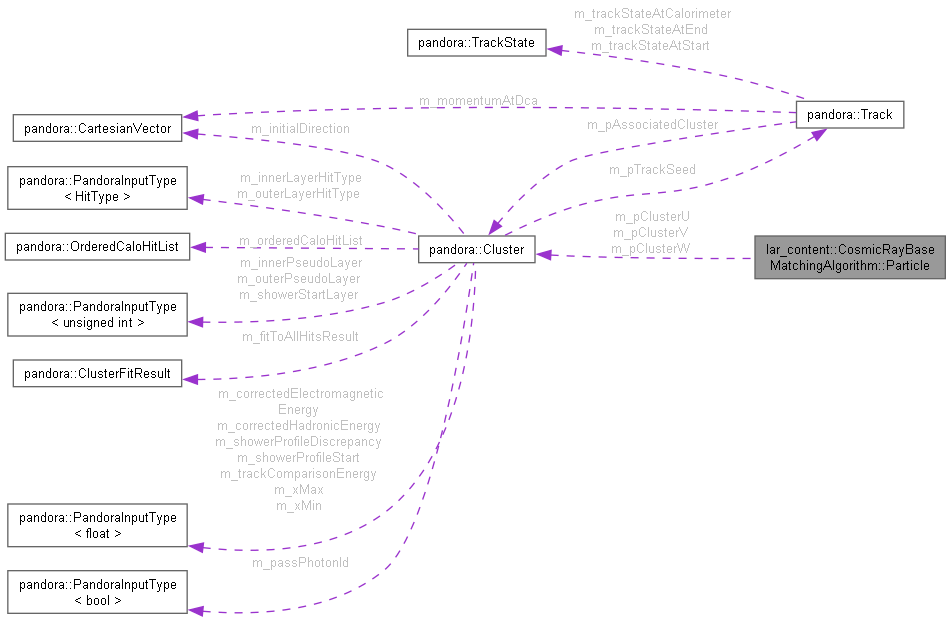 m_trackStateAtCalorimeter
m_trackStateAtEnd
m_trackStateAtStart
pandora::TrackState
m_momentumAtDca
pandora::Track
pandora::CartesianVector
m_initialDirection
m_pAssociatedCluster
m_pTrackSeed
pandora::PandoraInputType
< HitType >
m_innerLayerHitType
m_outerLayerHitType
m_pClusterU
m_pClusterV
m_pClusterW
pandora::OrderedCaloHitList
m_orderedCaloHitList
pandora::Cluster
lar_content::CosmicRayBase
MatchingAlgorithm::Particle
m_innerPseudoLayer
m_outerPseudoLayer
m_showerStartLayer
pandora::PandoraInputType
< unsigned int >
m_fitToAllHitsResult
pandora::ClusterFitResult
m_correctedElectromagnetic
Energy
m_correctedHadronicEnergy
m_showerProfileDiscrepancy
m_showerProfileStart
m_trackComparisonEnergy
m_xMax
m_xMin
pandora::PandoraInputType
< float >
m_passPhotonId
pandora::PandoraInputType
< bool >